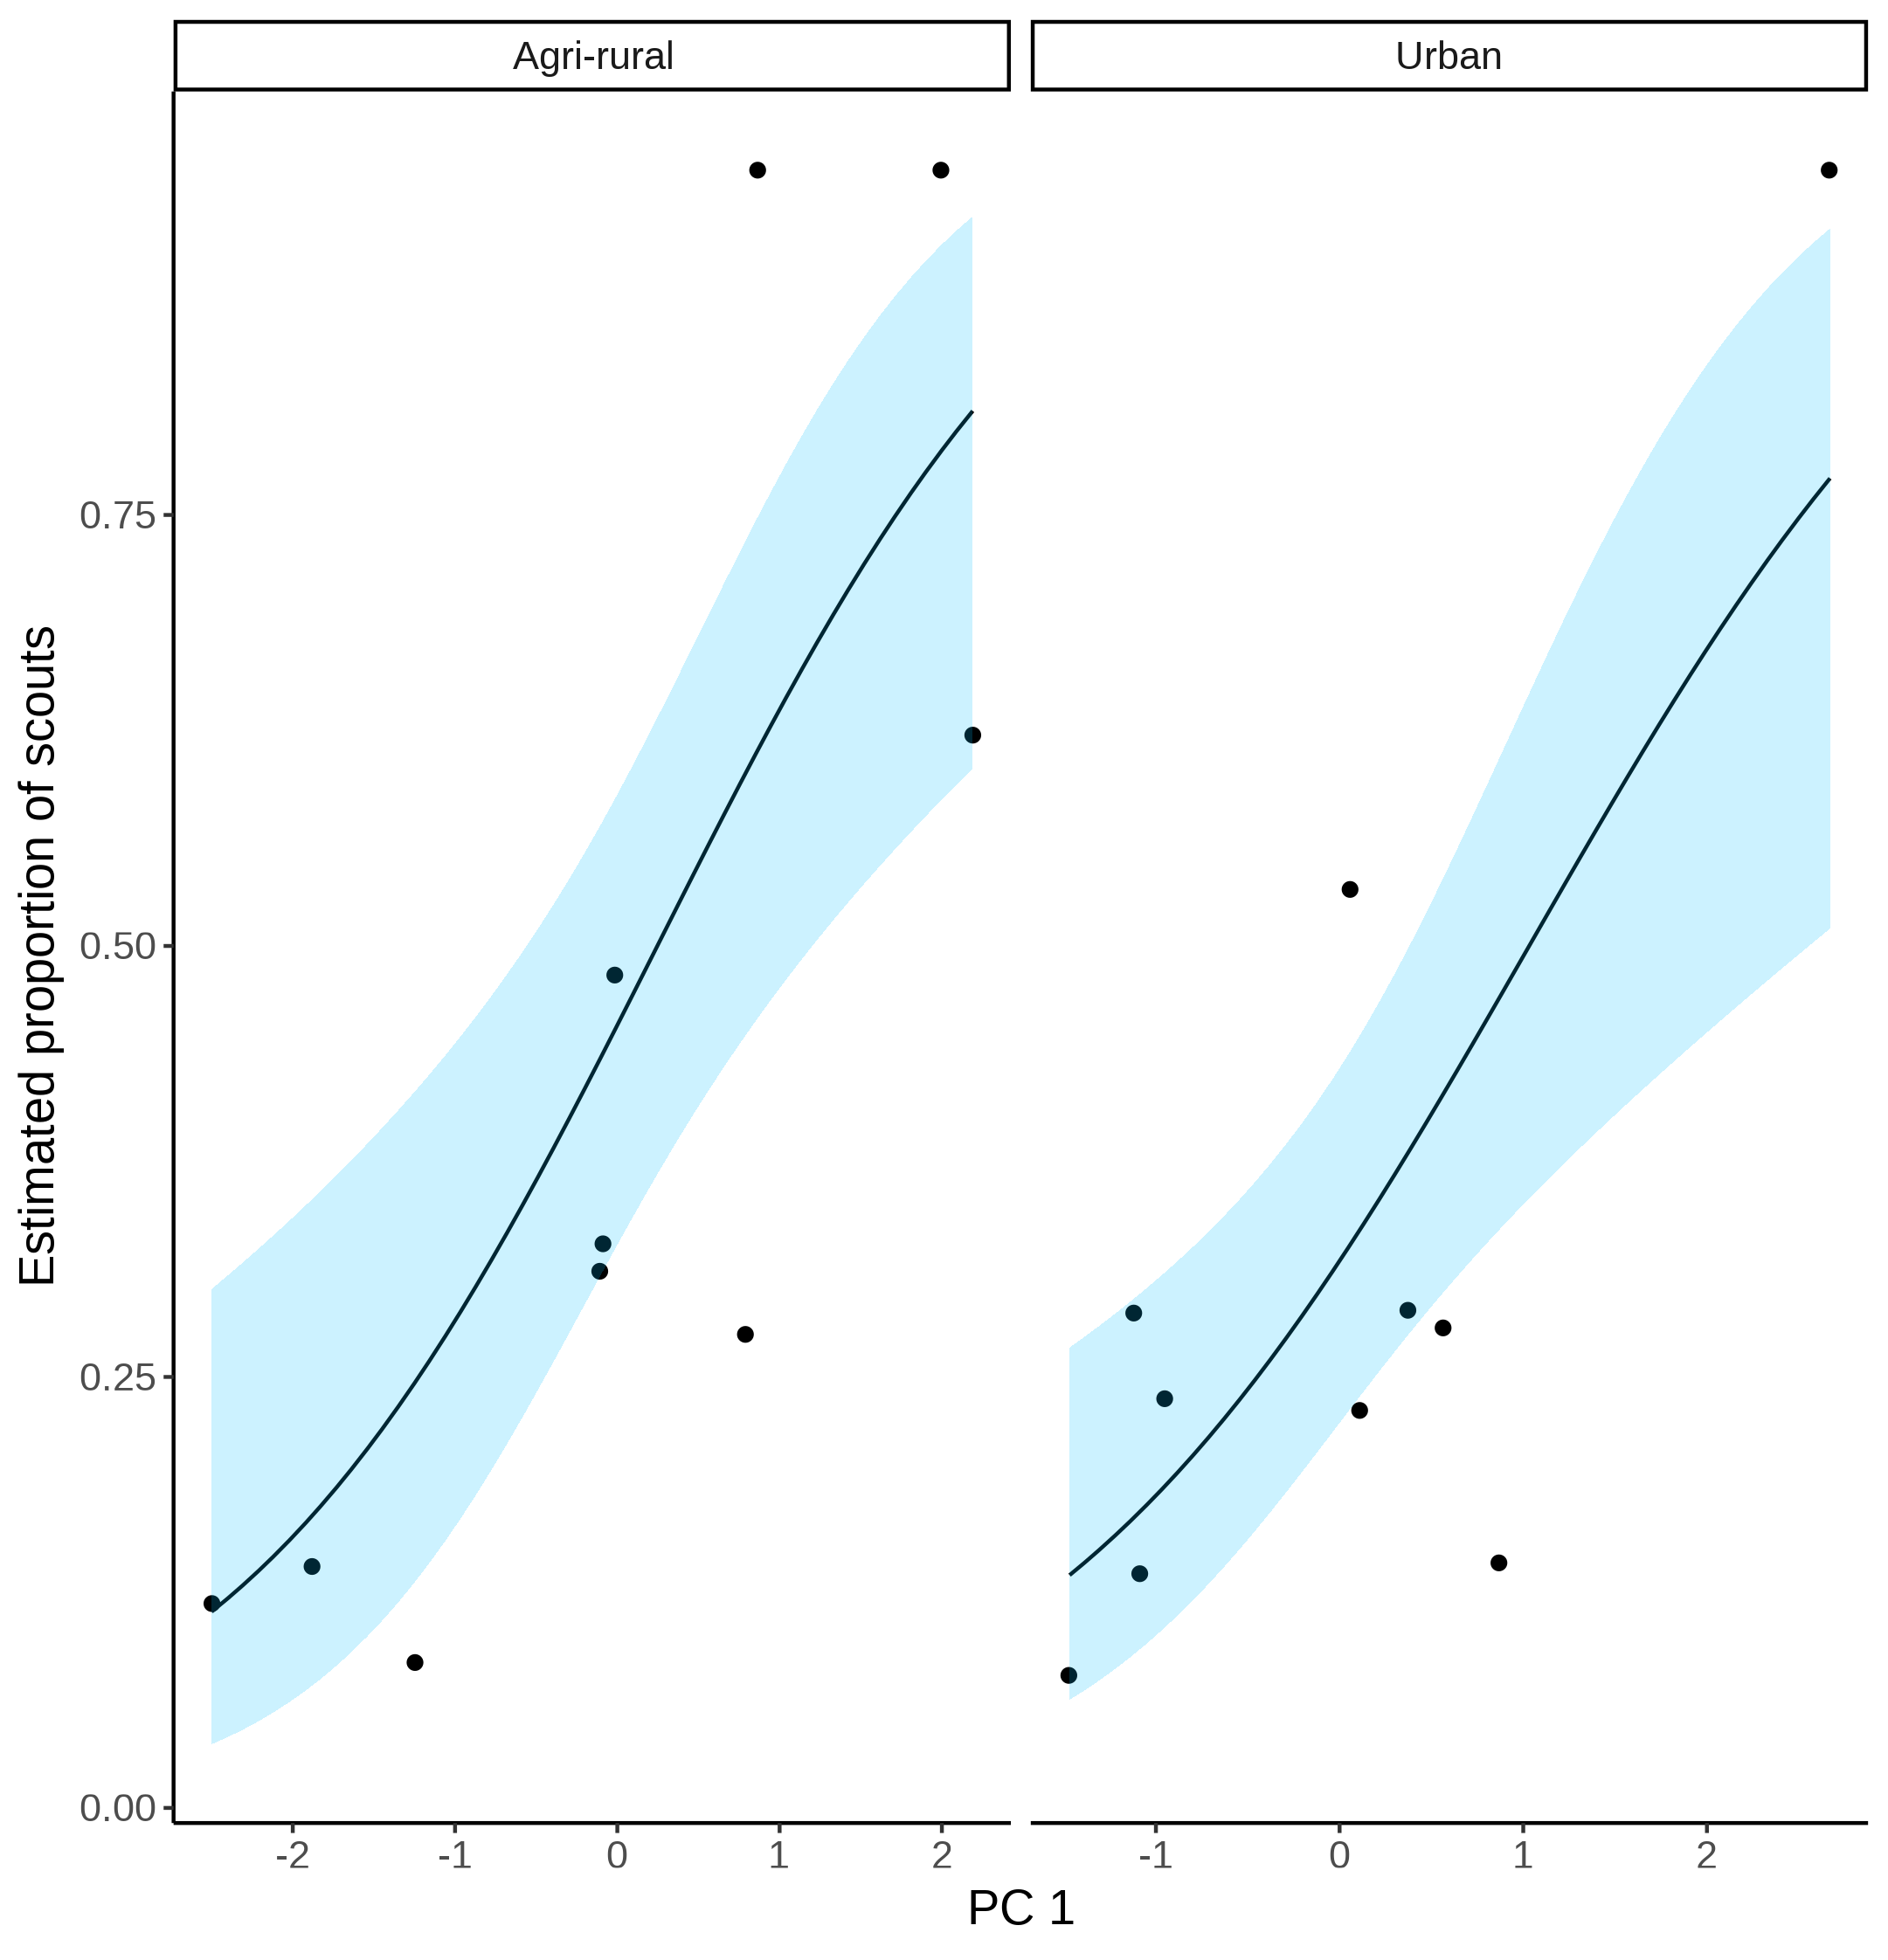 Agri-rural
Urban
Estimated proportion of scouts
0.75
0.50
0.25
0.00
-2 -1 0 1 2
-1 0 1 2
PC 1